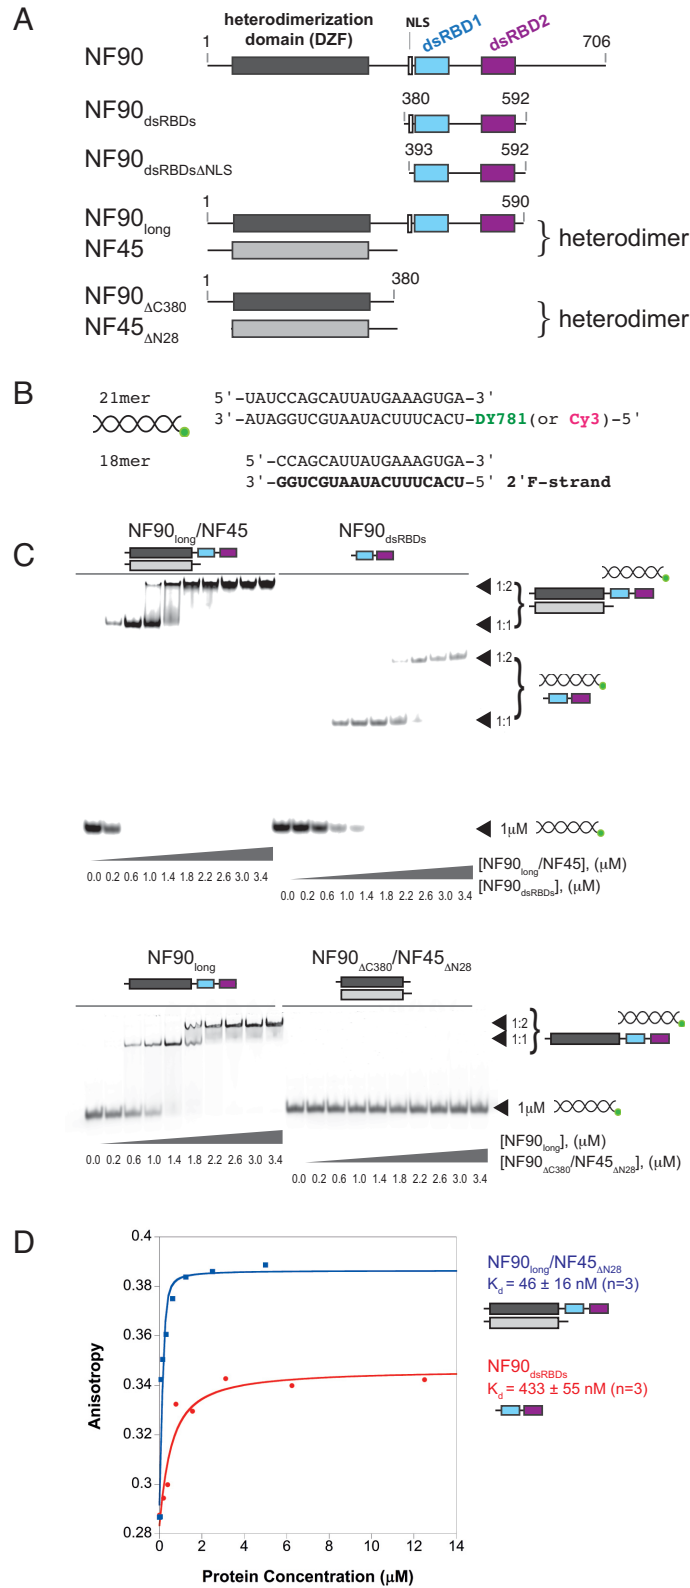 A
heterodimerization domain (DZF)
NLS
dsRBD1
dsRBD2
1
706
NF90
380
592
NF90dsRBDs
393
592
NF90dsRBDsΔNLS
1
590
NF90long
NF45
} heterodimer
1
380
NF90ΔC380
NF45ΔN28
} heterodimer
B
21mer
5'-UAUCCAGCAUUAUGAAAGUGA-3'
3'-AUAGGUCGUAAUACUUUCACU-DY781(or Cy3)-5'
18mer
5'-CCAGCAUUAUGAAAGUGA-3'
3'-GGUCGUAAUACUUUCACU-5' 2'F-strand
C
NF90long/NF45
NF90dsRBDs
1:2
1:1
1:2
1:1
1μM
0.0 0.2 0.6 1.0 1.4 1.8 2.2 2.6 3.0 3.4
0.0 0.2 0.6 1.0 1.4 1.8 2.2 2.6 3.0 3.4
[NF90long/NF45], (μM)
[NF90dsRBDs], (μM)
NF90long
NF90ΔC380/NF45ΔN28
1:2
1:1
1μM
0.0 0.2 0.6 1.0 1.4 1.8 2.2 2.6 3.0 3.4
0.0 0.2 0.6 1.0 1.4 1.8 2.2 2.6 3.0 3.4
[NF90long], (μM)
[NF90ΔC380/NF45ΔN28], (μM)
D
0.4
0.38
0.36
0.34
0.32
0.3
0.28
Anisotropy
0 2 4 6 8 10 12 14
Protein Concentration (μM)
NF90long/NF45ΔN28
Kd = 46 ± 16 nM (n=3)
NF90dsRBDs
Kd = 433 ± 55 nM (n=3)